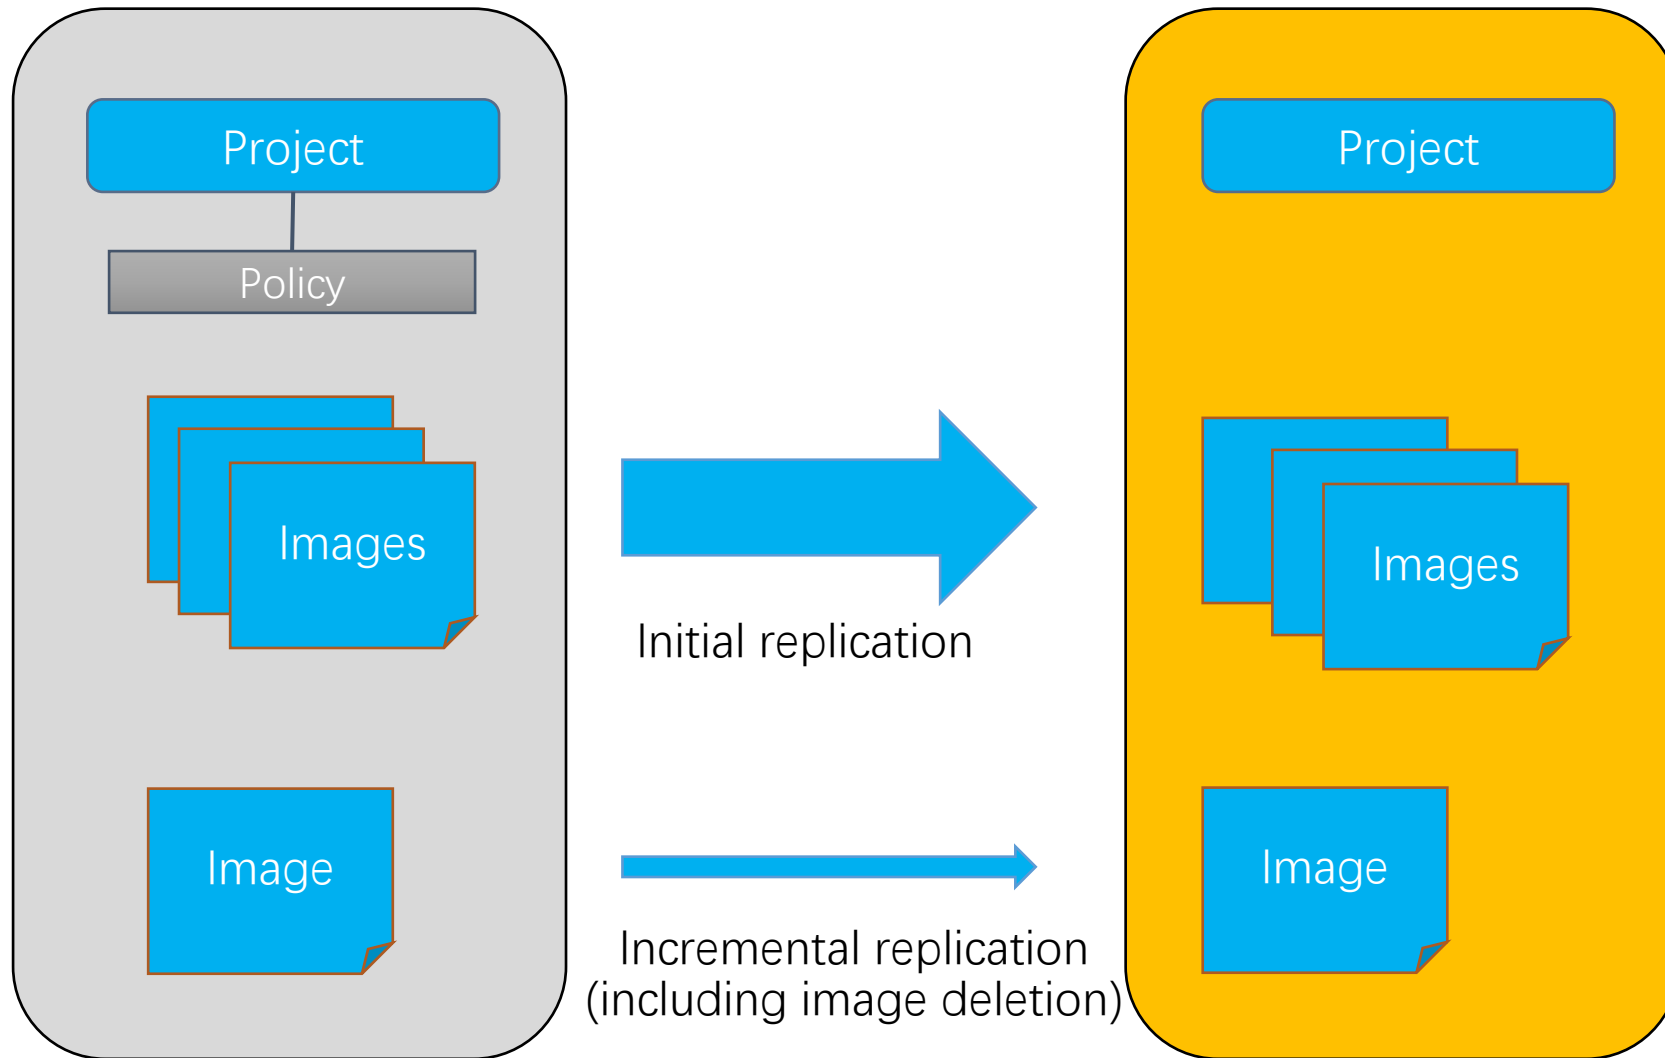 Project
Project
Policy
Images
Images
Initial replication
Image
Image
Incremental replication
(including image deletion)